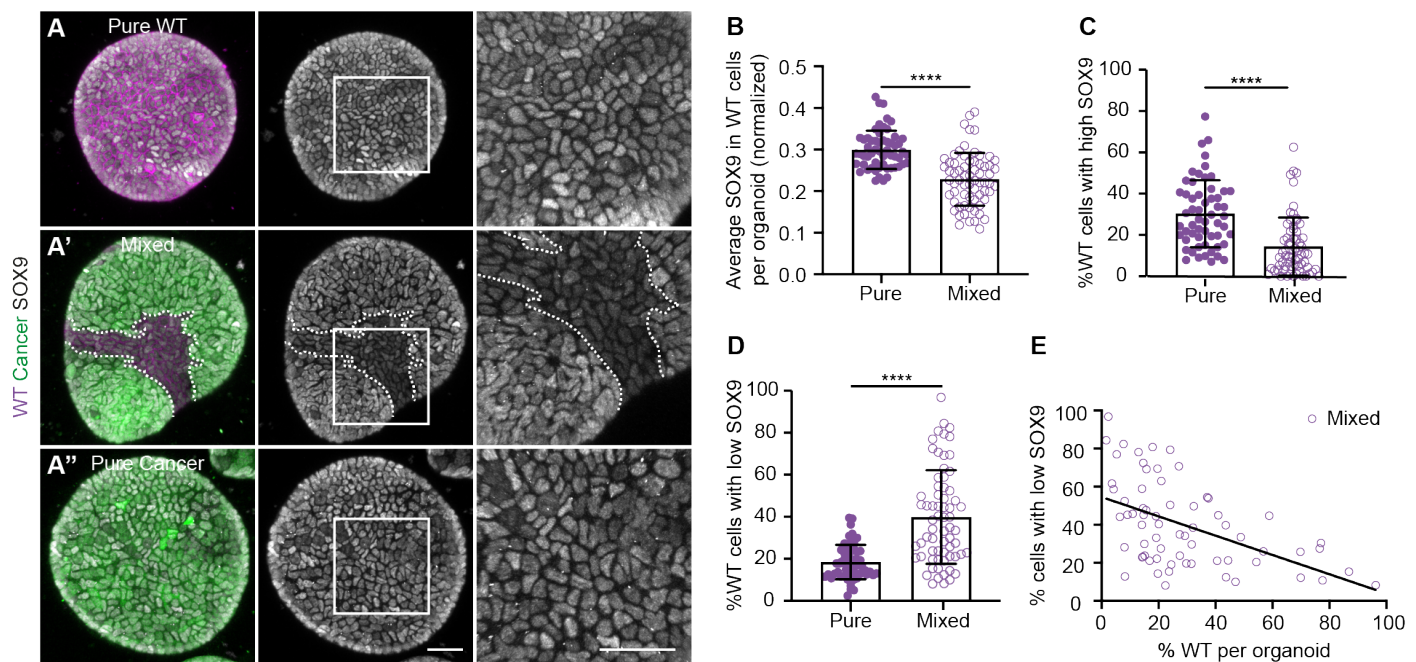 A
Pure WT
A'
Mixed
A"
Pure Cancer
WT Cancer SOX9
B
Average SOX9 in WT cells
per organoid (normalized)
0.5
0.4
0.3
0.2
0.1
0.0
****
Pure
Mixed
C
%WT cells with high SOX9
100
80
60
40
20
0
****
Pure
Mixed
D
%WT cells with low SOX9
100
80
60
40
20
0
****
Pure
Mixed
E
% cells with low SOX9
100
80
60
40
20
0
Mixed
0 20 40 60 80 100
% WT per organoid